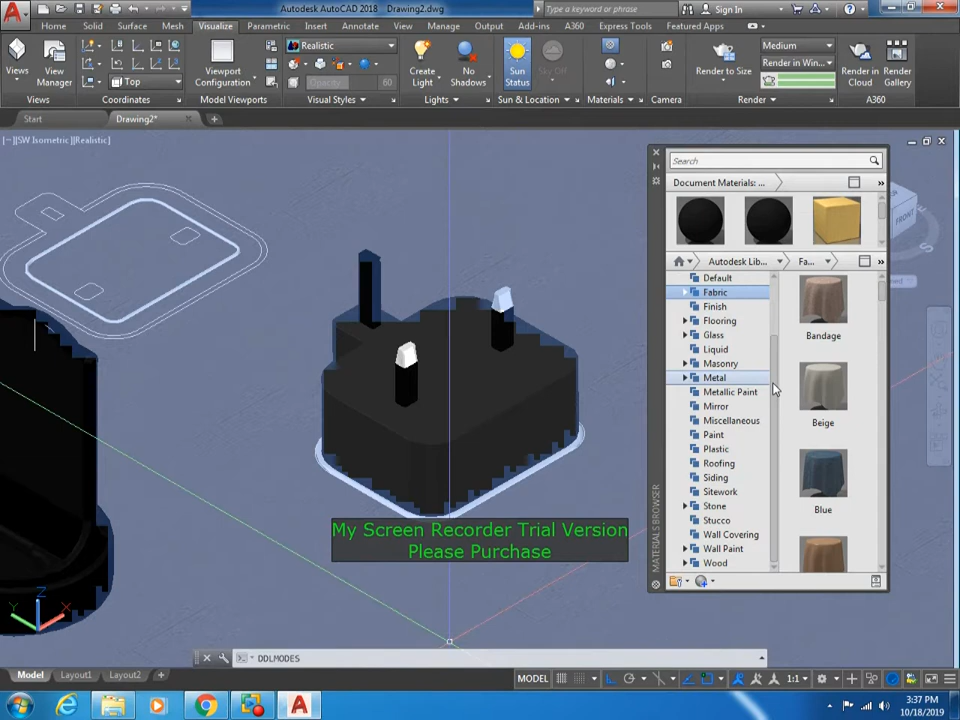 Autodesk AutoCAD 2018 Drawing2.dwg
Type a keyword or phrase
Sign In
Home Solid Surface Mesh Visualize Parametric Insert Annotate View Manage Output Add-ins A360 Express Tools Featured Apps
Views
View Manager
Top
Viewport Configuration
Realistic
Opacity 60
Create Light
No Shadows
Sun Status
Sky Off
Render to Size
Medium
Render in Win...
Render in Cloud
Render Gallery
Views Coordinates Model Viewports Visual Styles Lights Sun & Location Materials Camera Render A360
Start Drawing2*
[−][SW Isometric][Realistic]
Search
Document Materials: ...
FRONT
S
Autodesk Lib... Fa...
Default
Fabric
Finish
Flooring
Glass
Liquid
Masonry
Metal
Metallic Paint
Mirror
Miscellaneous
Paint
Plastic
Roofing
Siding
Sitework
Stone
Stucco
Wall Covering
Wall Paint
Wood
Bandage
Beige
Blue
MATERIALS BROWSER
My Screen Recorder Trial Version
Please Purchase
Z
Y X
DDLMODES
Model Layout1 Layout2
MODEL 1:1
3:37 PM
10/18/2019